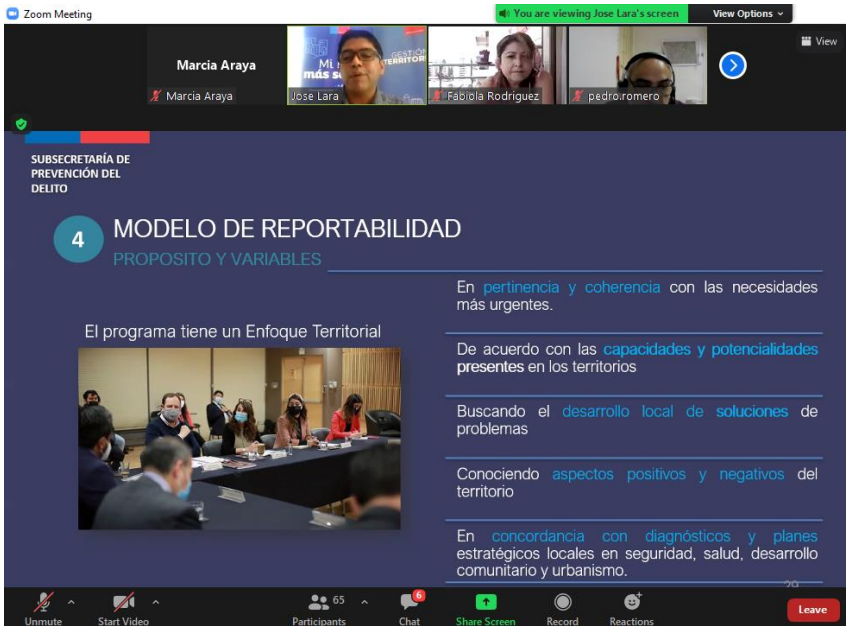 Zoom Meeting
You are viewing Jose Lara's screen
View Options
View
Marcia Araya
Marcia Araya
Mi
más s
GESTIÓN
TERRITOR
Jose Lara
Fabiola Rodriguez
pedro.romero
SUBSECRETARÍA DE
PREVENCIÓN DEL
DELITO
4
MODELO DE REPORTABILIDAD
PROPOSITO Y VARIABLES
El programa tiene un Enfoque Territorial
En pertinencia y coherencia con las necesidades
más urgentes.
De acuerdo con las capacidades y potencialidades
presentes en los territorios
Buscando el desarrollo local de soluciones de
problemas
Conociendo aspectos positivos y negativos del
territorio
En concordancia con diagnósticos y planes
estratégicos locales en seguridad, salud, desarrollo
comunitario y urbanismo.
29
Unmute
Start Video
65
Participants
6
Chat
Share Screen
Record
Reactions
Leave